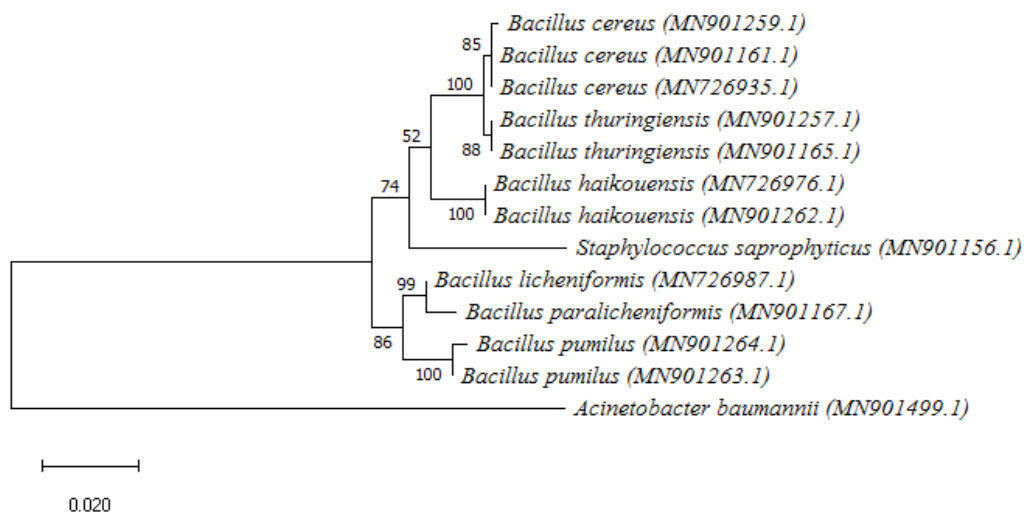 Bacillus cereus (MN901259.1)
85
Bacillus cereus (MN901161.1)
100
Bacillus cereus (MN726935.1)
Bacillus thuringiensis (MN901257.1)
52
88
Bacillus thuringiensis (MN901165.1)
74
Bacillus haikouensis (MN726976.1)
100
Bacillus haikouensis (MN901262.1)
Staphylococcus saprophyticus (MN901156.1)
99
Bacillus licheniformis (MN726987.1)
Bacillus paralicheniformis (MN901167.1)
86
Bacillus pumilus (MN901264.1)
100
Bacillus pumilus (MN901263.1)
Acinetobacter baumannii (MN901499.1)
0.020